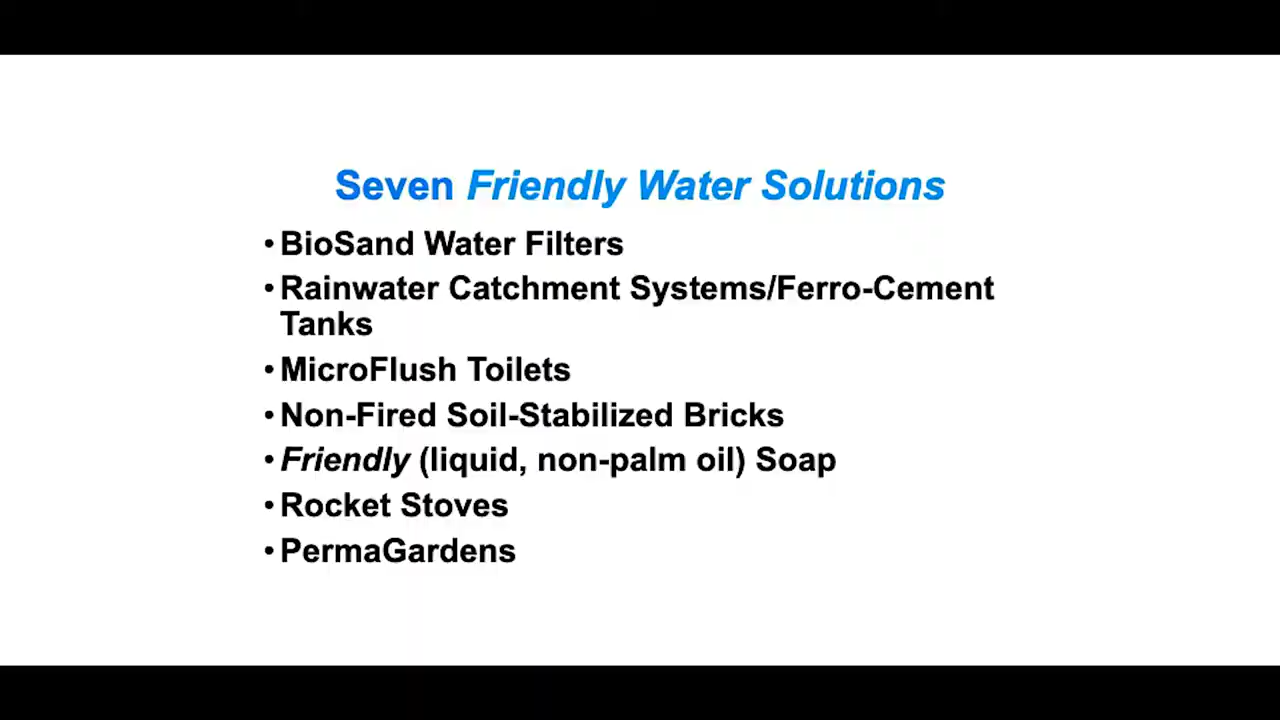 Seven Friendly Water Solutions
• BioSand Water Filters
• Rainwater Catchment Systems/Ferro-Cement
Tanks
• MicroFlush Toilets
• Non-Fired Soil-Stabilized Bricks
• Friendly (liquid, non-palm oil) Soap
• Rocket Stoves
• PermaGardens